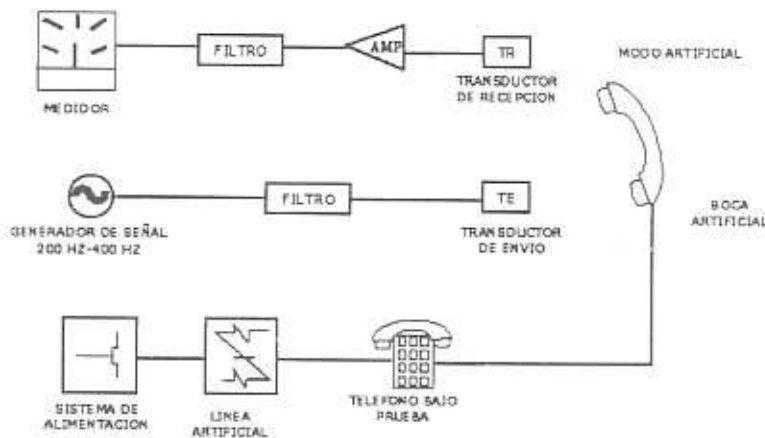 MEDIDOR
FILTRO
AMP
TR
TRANSDUCTOR
DE RECEPCION
MODO ARTIFICIAL
GENERADOR DE SEÑAL
200 HZ-400 HZ
FILTRO
TE
TRANSDUCTOR
DE ENVIO
BOCA
ARTIFICIAL
SISTEMA DE
ALIMENTACION
LINEA
ARTIFICIAL
TELEFONO BAJO
PRUEBA